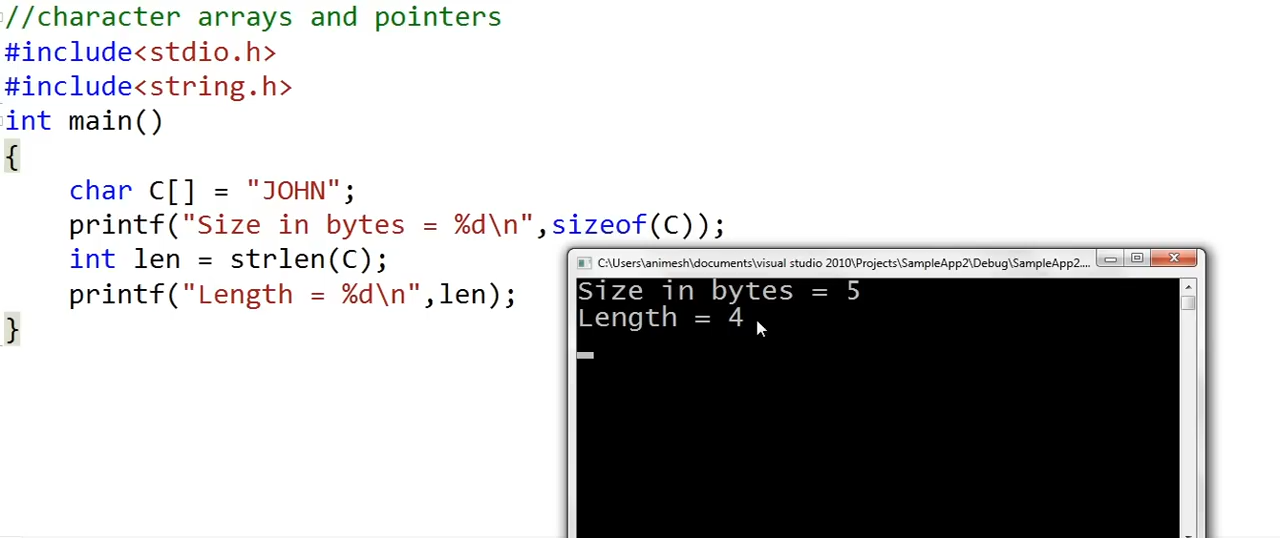 //character arrays and pointers
#include<stdio.h>
#include<string.h>
int main()
{
char C[] = "JOHN";
printf("Size in bytes = %d\n",sizeof(C));
int len = strlen(C);
printf("Length = %d\n",len);
}
C:\Users\animesh\documents\visual studio 2010\Projects\SampleApp2\Debug\SampleApp2....
Size in bytes = 5
Length = 4